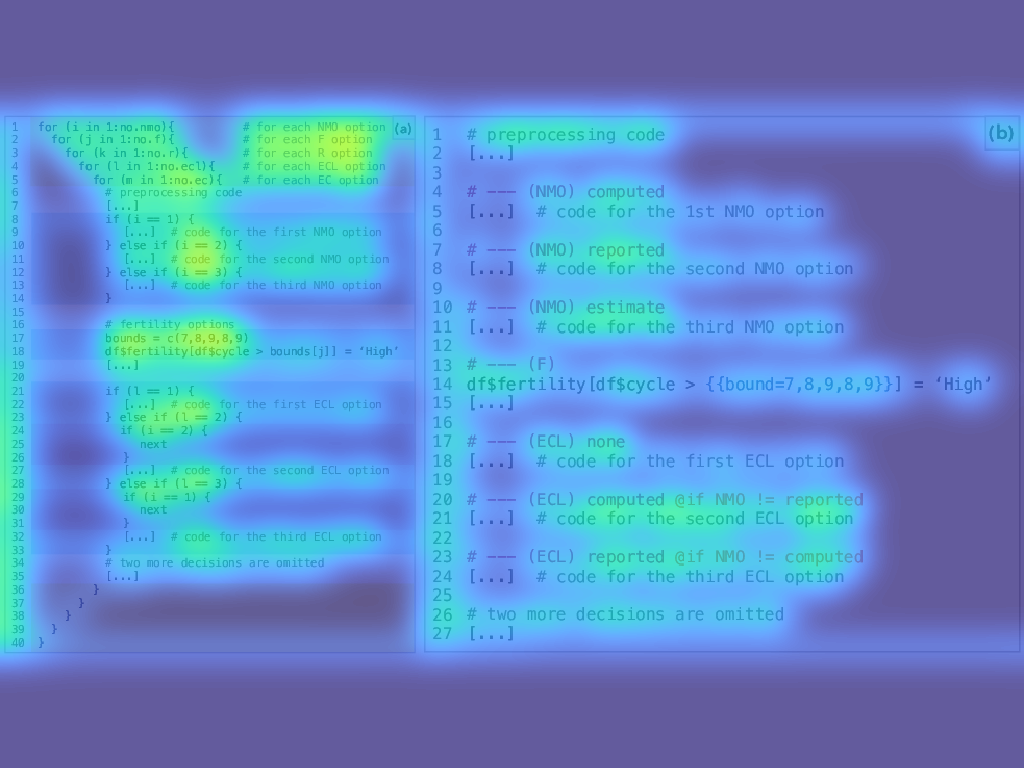 (a)
1 for (i in 1:no.nmo){ # for each NMO option
2 for (j in 1:no.f){ # for each F option
3 for (k in 1:no.r){ # for each R option
4 for (l in 1:no.ecl){ # for each ECL option
5 for (m in 1:no.ec){ # for each EC option
6 # preprocessing code
7 [...]
8 if (i == 1) {
9 [...] # code for the first NMO option
10 } else if (i == 2) {
11 [...] # code for the second NMO option
12 } else if (i == 3) {
13 [...] # code for the third NMO option
14 }
15
16 # fertility options
17 bounds = c(7,8,9,8,9)
18 df$fertility[df$cycle > bounds[j]] = ‘High’
19 [...]
20
21 if (l == 1) {
22 [...] # code for the first ECL option
23 } else if (l == 2) {
24 if (i == 2) {
25 next
26 }
27 [...] # code for the second ECL option
28 } else if (l == 3) {
29 if (i == 1) {
30 next
31 }
32 [...] # code for the third ECL option
33 }
34 # two more decisions are omitted
35 [...]
36 }
37 }
38 }
39 }
40 }
(b)
1 # preprocessing code
2 [...]
3
4 # --- (NMO) computed
5 [...] # code for the 1st NMO option
6
7 # --- (NMO) reported
8 [...] # code for the second NMO option
9
10 # --- (NMO) estimate
11 [...] # code for the third NMO option
12
13 # --- (F)
14 df$fertility[df$cycle > {{bound=7,8,9,8,9}}] = ‘High’
15 [...]
16
17 # --- (ECL) none
18 [...] # code for the first ECL option
19
20 # --- (ECL) computed @if NMO != reported
21 [...] # code for the second ECL option
22
23 # --- (ECL) reported @if NMO != computed
24 [...] # code for the third ECL option
25
26 # two more decisions are omitted
27 [...]